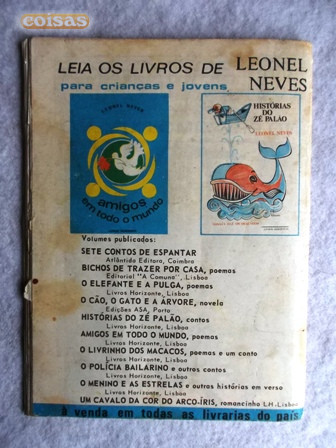 coisas
LEIA OS LIVROS DE LEONEL NEVES
para crianças e jovens
LEONEL NEVES
amigos
em todo o mundo
HISTÓRIAS
DO
ZÉ PALÃO
LEONEL NEVES
Volumes publicados:
SETE CONTOS DE ESPANTAR
Atlântida Editora, Coimbra
BICHOS DE TRAZER POR CASA, poemas
Editorial "A Comuna", Lisboa
O ELEFANTE E A PULGA, poemas
Livros Horizonte, Lisboa
O CÃO, O GATO E A ÁRVORE, novela
Edições ASA, Porto
HISTÓRIAS DO ZÉ PALÃO, contos
Livros Horizonte, Lisboa
AMIGOS EM TODO O MUNDO, poemas
Livros Horizonte, Lisboa
O LIVRINHO DOS MACACOS, poemas e um conto
Livros Horizonte, Lisboa
O POLÍCIA BAILARINO e outros contos
Livros Horizonte, Lisboa
O MENINO E AS ESTRELAS e outras histórias em verso
Livros Horizonte, Lisboa
UM CAVALO DA COR DO ARCO-ÍRIS, romancinho LH-Lisboa
à venda em todas as livrarias do país